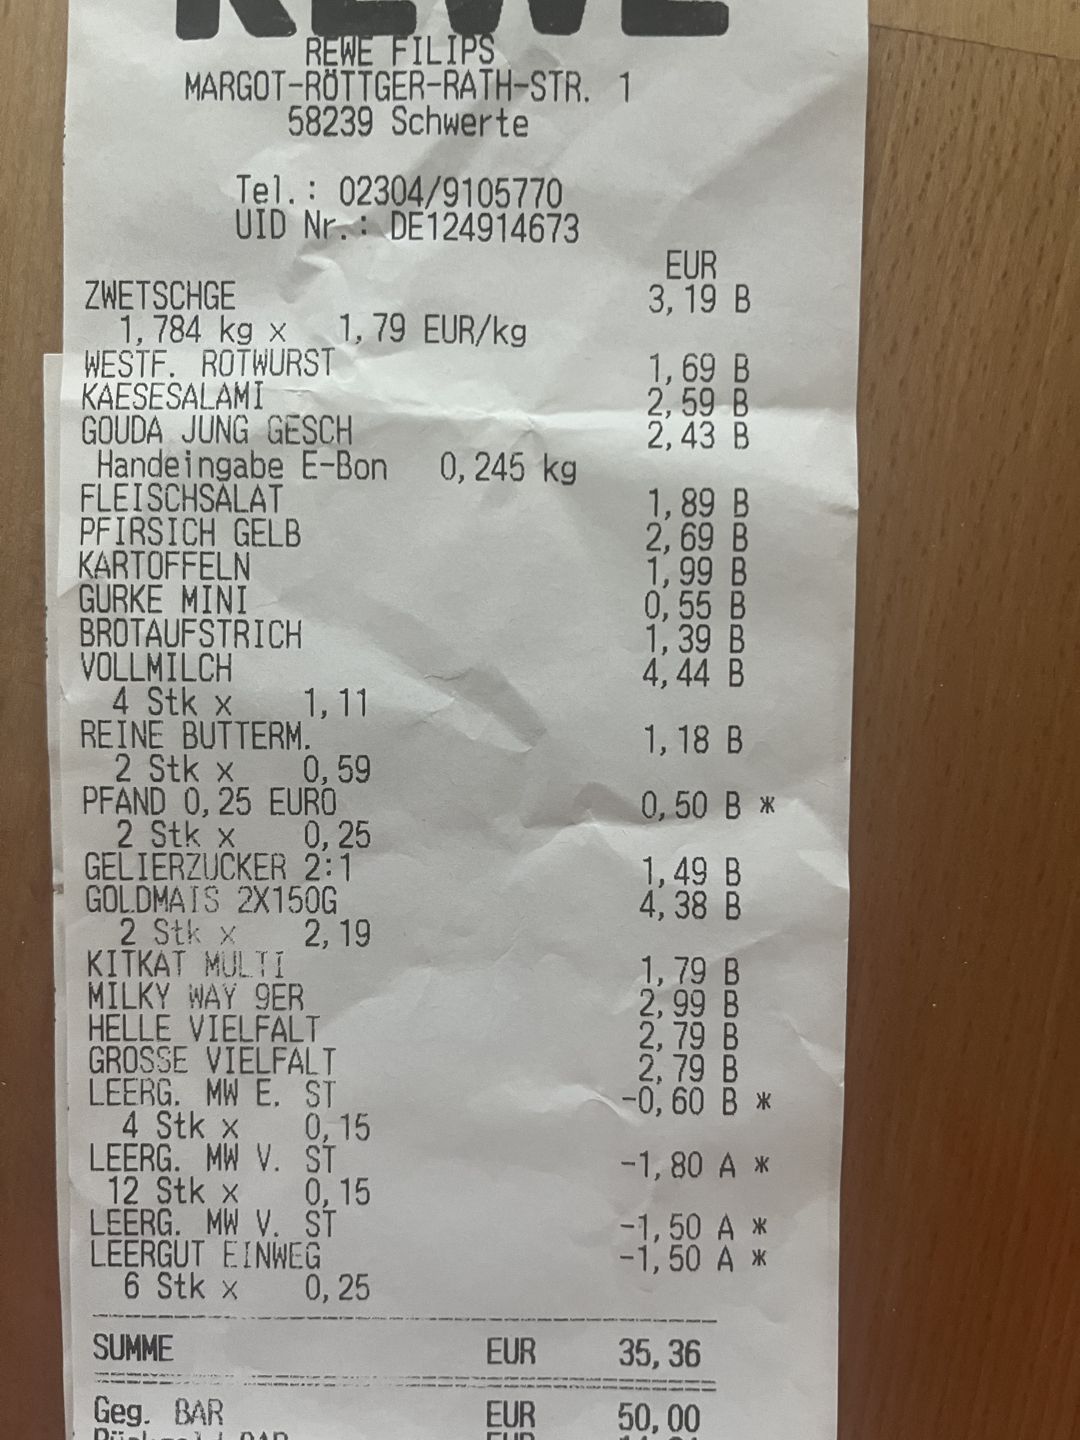 REWE
REWE FILIPS
MARGOT-RÖTTGER-RATH-STR. 1
58239 Schwerte
Tel.: 02304/9105770
UID Nr.: DE124914673
EUR
ZWETSCHGE 3,19 B
1,784 kg x 1,79 EUR/kg
WESTF. ROTWURST 1,69 B
KAESESALAMI 2,59 B
GOUDA JUNG GESCH 2,43 B
Handeingabe E-Bon 0,245 kg
FLEISCHSALAT 1,89 B
PFIRSICH GELB 2,69 B
KARTOFFELN 1,99 B
GURKE MINI 0,55 B
BROTAUFSTRICH 1,39 B
VOLLMILCH 4,44 B
4 Stk x 1,11
REINE BUTTERM. 1,18 B
2 Stk x 0,59
PFAND 0,25 EURO 0,50 B *
2 Stk x 0,25
GELIERZUCKER 2:1 1,49 B
GOLDMAIS 2X150G 4,38 B
2 Stk x 2,19
KITKAT MULTI 1,79 B
MILKY WAY 9ER 2,99 B
HELLE VIELFALT 2,79 B
GROSSE VIELFALT 2,79 B
LEERG. MW E. ST -0,60 B *
4 Stk x 0,15
LEERG. MW V. ST -1,80 A *
12 Stk x 0,15
LEERG. MW V. ST -1,50 A *
LEERGUT EINWEG -1,50 A *
6 Stk x 0,25
SUMME EUR 35,36
Geg. BAR EUR 50,00